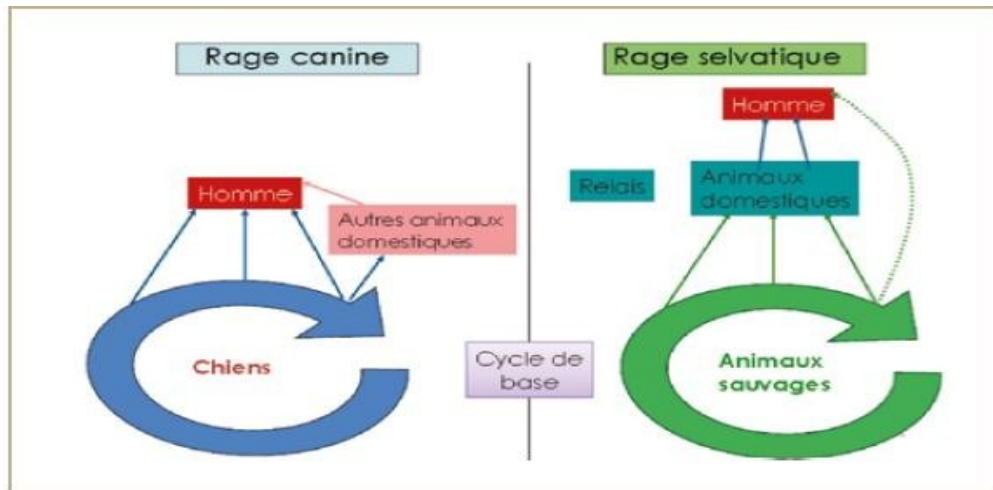 Rage canine
Homme
Autres animaux
domestiques
Chiens
Cycle de
base
Rage selvatique
Homme
Relais
Animaux
domestiques
Animaux
sauvages